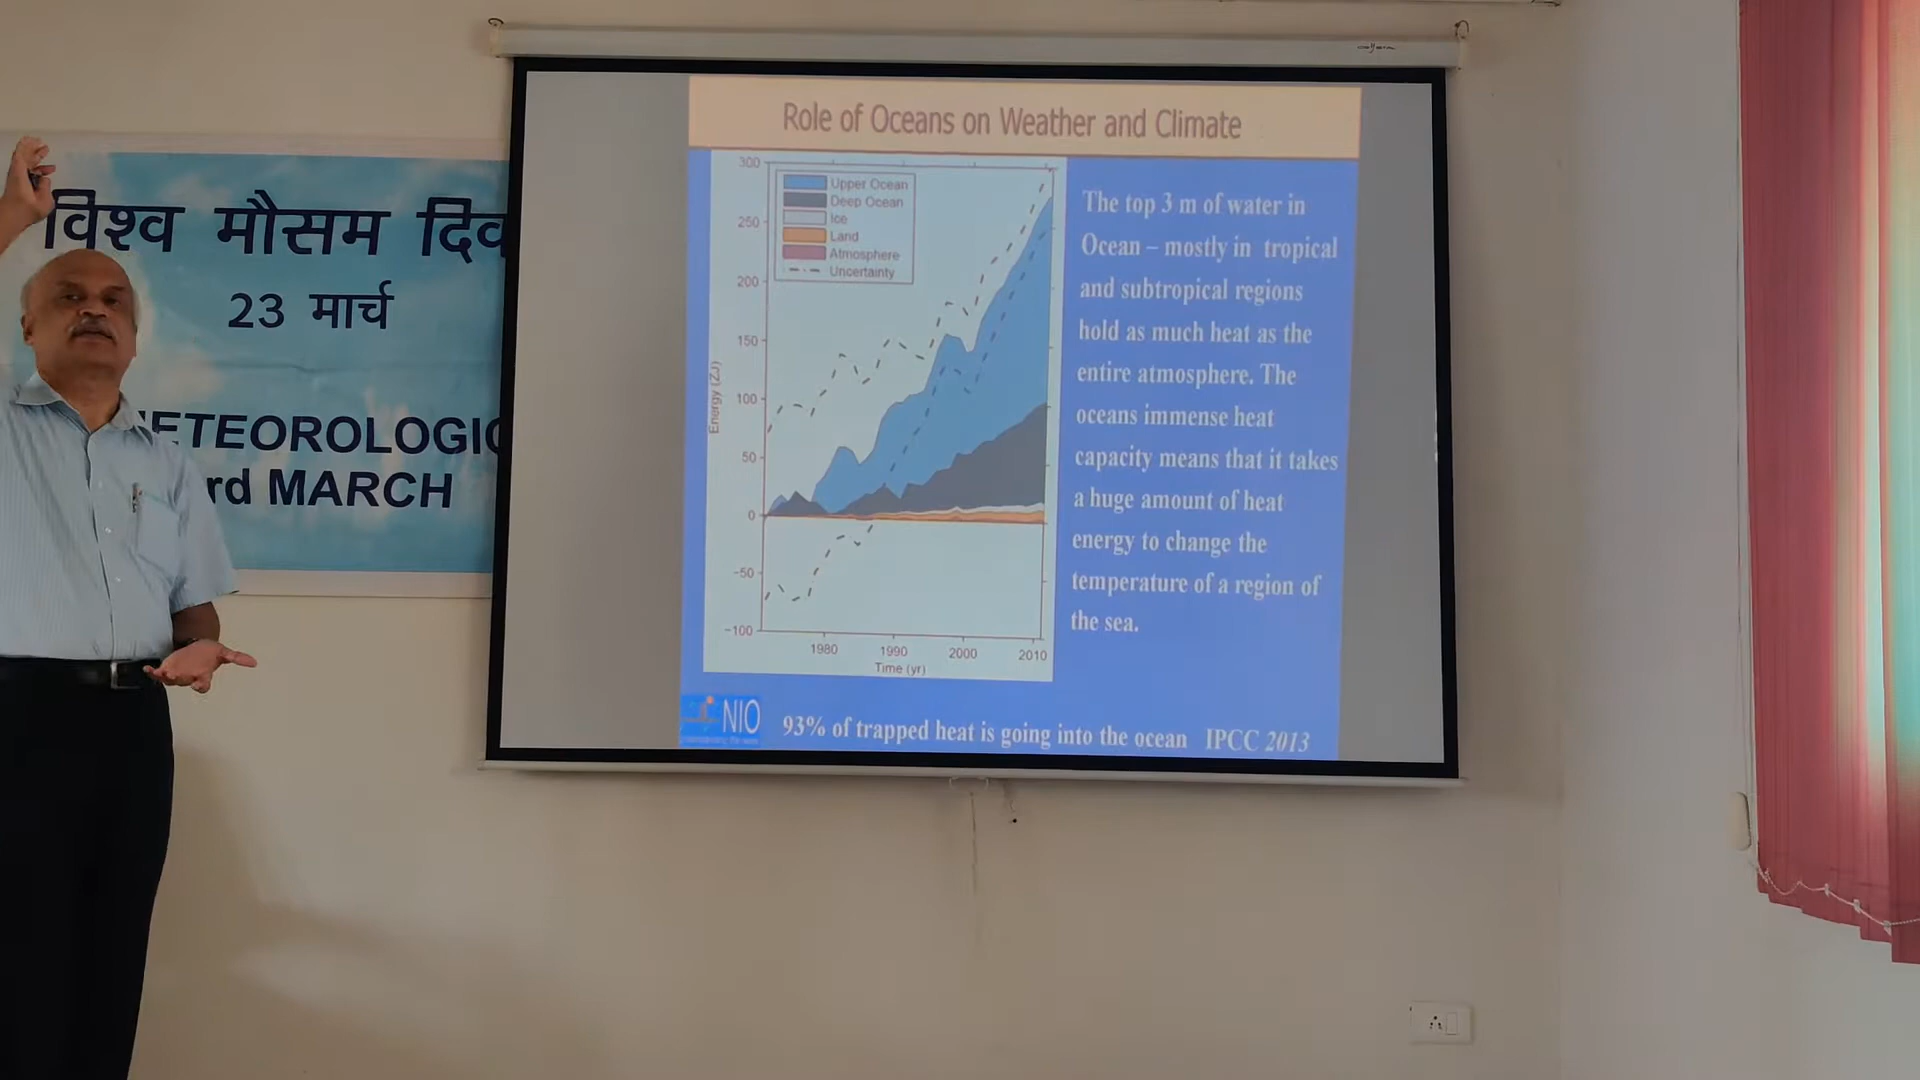 विश्व मौसम दिव
23 मार्च
METEOROLOGIC
rd MARCH
Role of Oceans on Weather and Climate
300
250
200
150
100
50
0
−50
−100
Energy (ZJ)
Upper Ocean
Deep Ocean
Ice
Land
Atmosphere
Uncertainty
1980 1990 2000 2010
Time (yr)
The top 3 m of water in
Ocean – mostly in tropical
and subtropical regions
hold as much heat as the
entire atmosphere. The
oceans immense heat
capacity means that it takes
a huge amount of heat
energy to change the
temperature of a region of
the sea.
NIO
93% of trapped heat is going into the ocean IPCC 2013